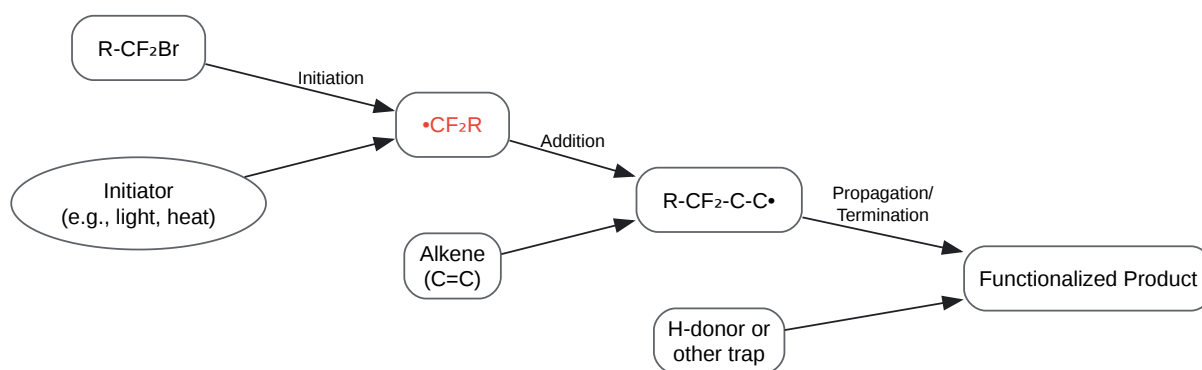 R-CF₂Br
Initiation
•CF₂R
Initiator
(e.g., light, heat)
Addition
R-CF₂-C-C•
Propagation/
Termination
Alkene
(C=C)
Functionalized Product
H-donor or
other trap